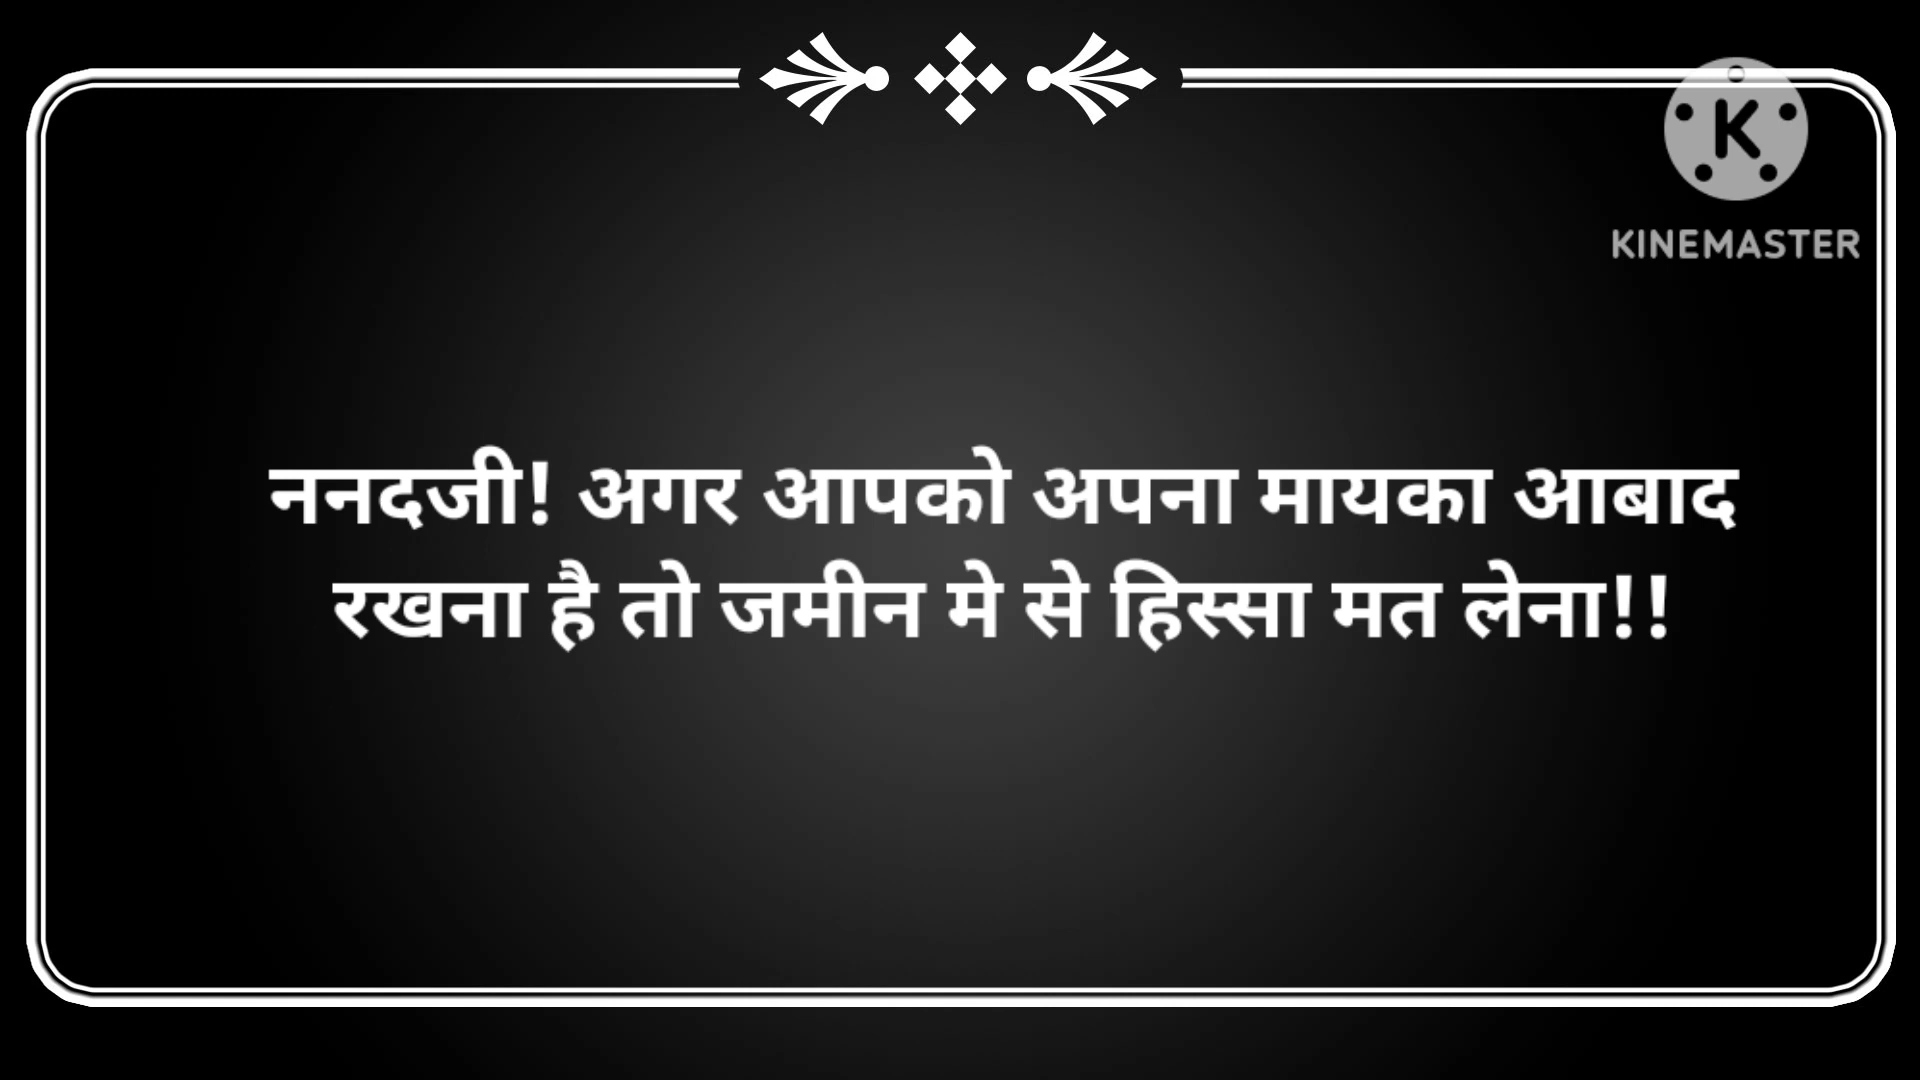 KINEMASTER
ननदजी! अगर आपको अपना मायका आबाद
रखना है तो जमीन मे से हिस्सा मत लेना!!